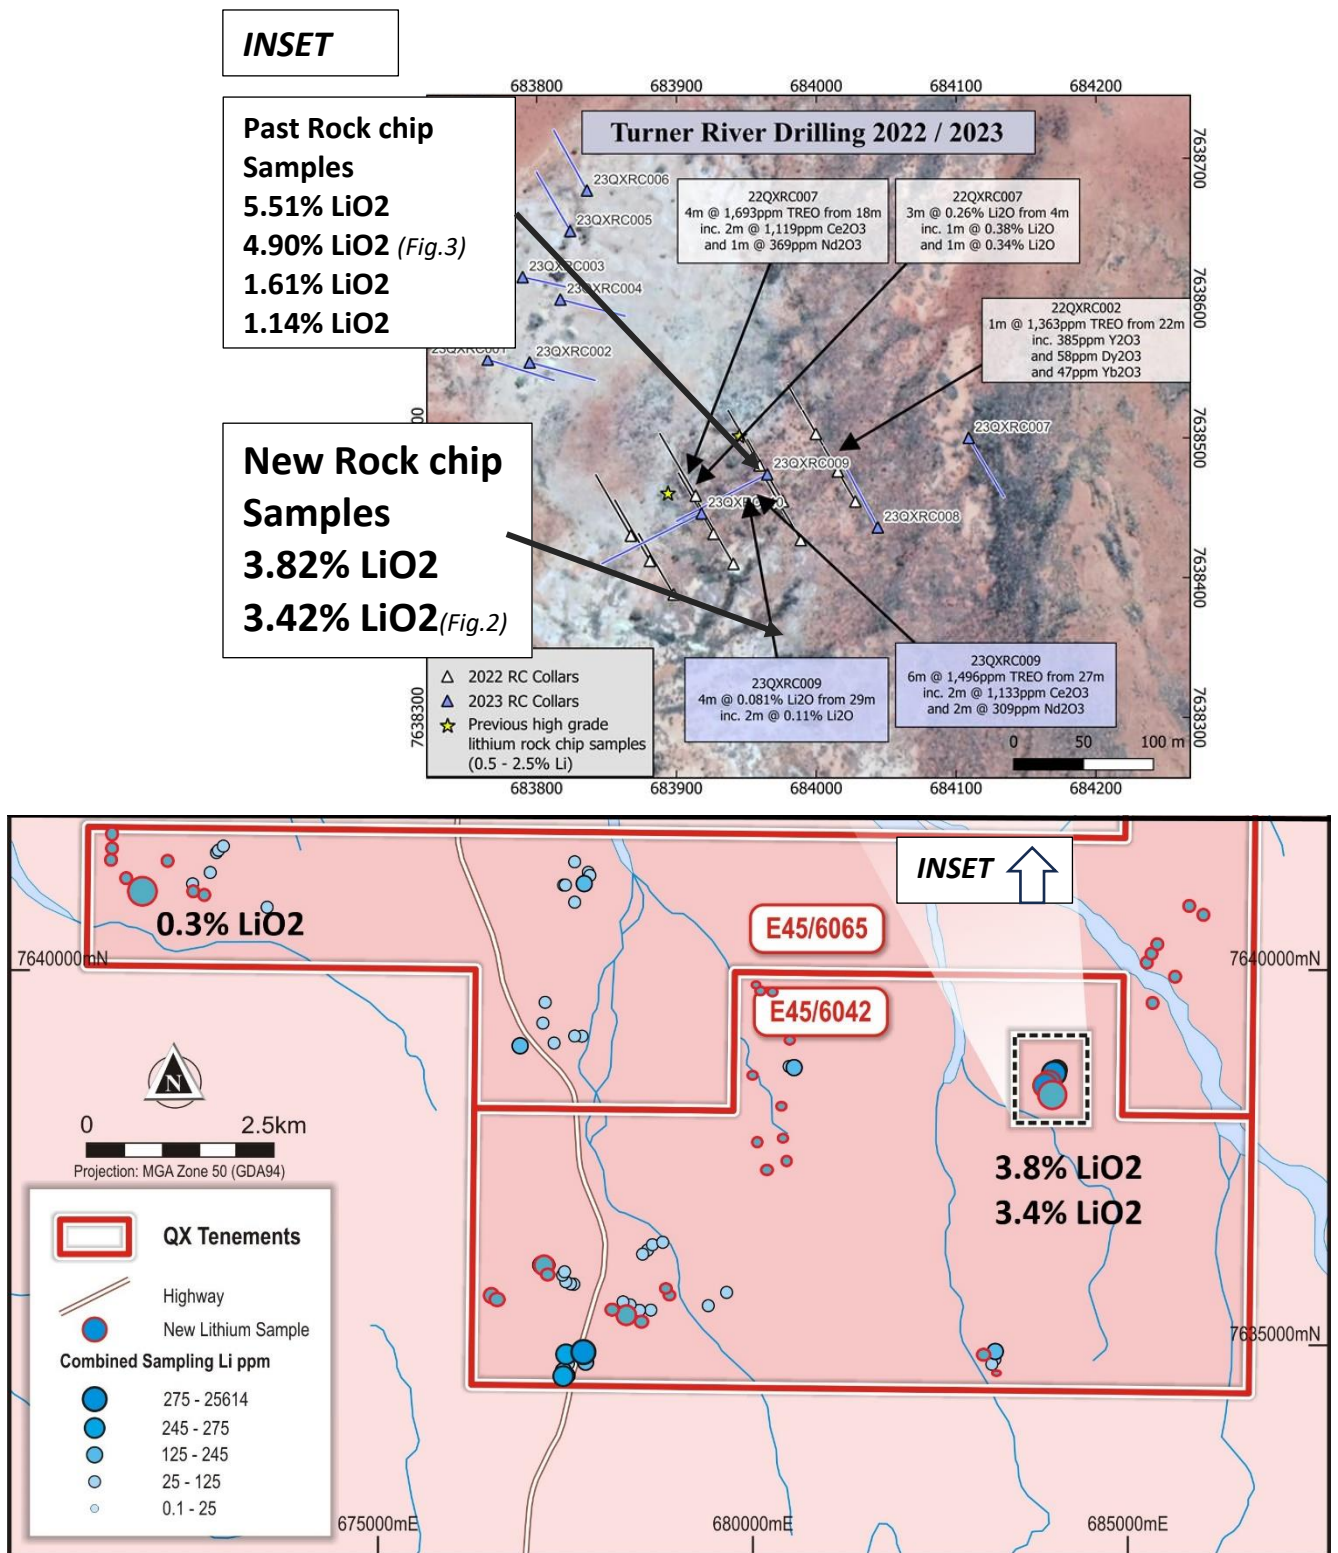 INSET
Past Rock chip
Samples
5.51% LiO2
4.90% LiO2 (Fig.3)
1.61% LiO2
1.14% LiO2
New Rock chip
Samples
3.82% LiO2
3.42% LiO2(Fig.2)
683800 683900 684000 684100 684200
Turner River Drilling 2022 / 2023
7638700
7638600
7638500
7638400
7638300
23QXRC006
23QXRC005
23QXRC003
23QXRC004
23QXRC002
23QXRC009
23QXRC007
23QXRC008
22QXRC007
4m @ 1,693ppm TREO from 18m
inc. 2m @ 1,119ppm Ce2O3
and 1m @ 369ppm Nd2O3
22QXRC007
3m @ 0.26% Li2O from 4m
inc. 1m @ 0.38% Li2O
and 1m @ 0.34% Li2O
22QXRC002
1m @ 1,363ppm TREO from 22m
inc. 385ppm Y2O3
and 58ppm Dy2O3
and 47ppm Yb2O3
23QXRC009
4m @ 0.081% Li2O from 29m
inc. 2m @ 0.11% Li2O
23QXRC009
6m @ 1,496ppm TREO from 27m
inc. 2m @ 1,133ppm Ce2O3
and 2m @ 309ppm Nd2O3
2022 RC Collars
2023 RC Collars
Previous high grade
lithium rock chip samples
(0.5 - 2.5% Li)
7638300
0 50 100 m
683800 683900 684000 684100 684200
INSET
0.3% LiO2
E45/6065
7640000mN
7640000mN
E45/6042
N
0 2.5km
Projection: MGA Zone 50 (GDA94)
3.8% LiO2
3.4% LiO2
QX Tenements
Highway
New Lithium Sample
Combined Sampling Li ppm
275 - 25614
245 - 275
125 - 245
25 - 125
0.1 - 25
7635000mN
675000mE
680000mE
685000mE